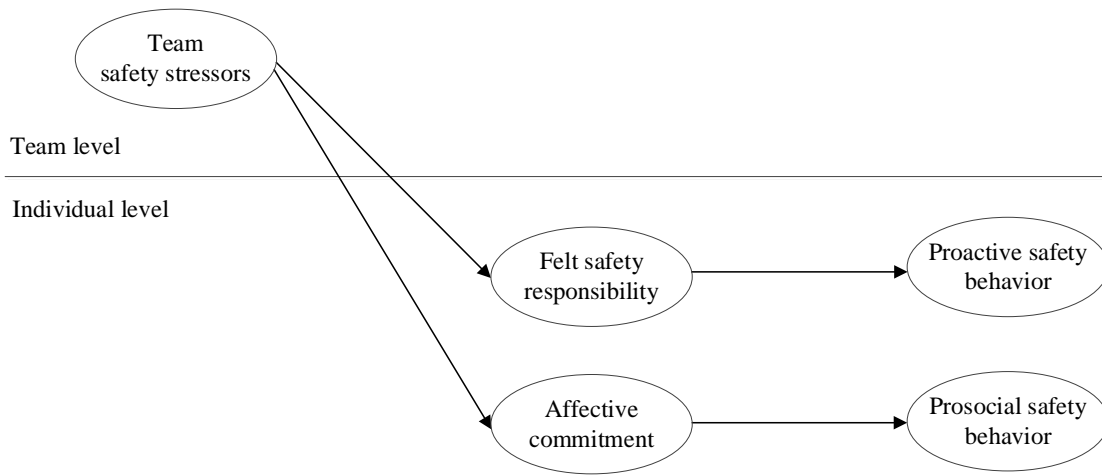 Team
safety stressors
Team level
Individual level
Felt safety
responsibility
Proactive safety
behavior
Affective
commitment
Prosocial safety
behavior